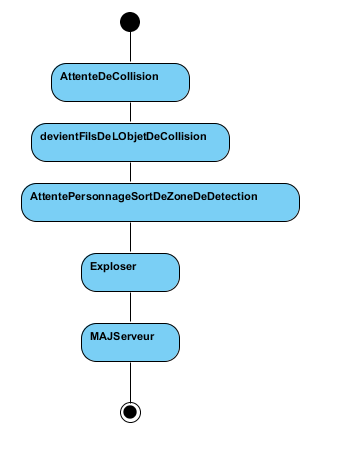 AttenteDeCollision
devientFilsDeLObjetDeCollision
AttentePersonnageSortDeZoneDeDetection
Exploser
MAJServeur